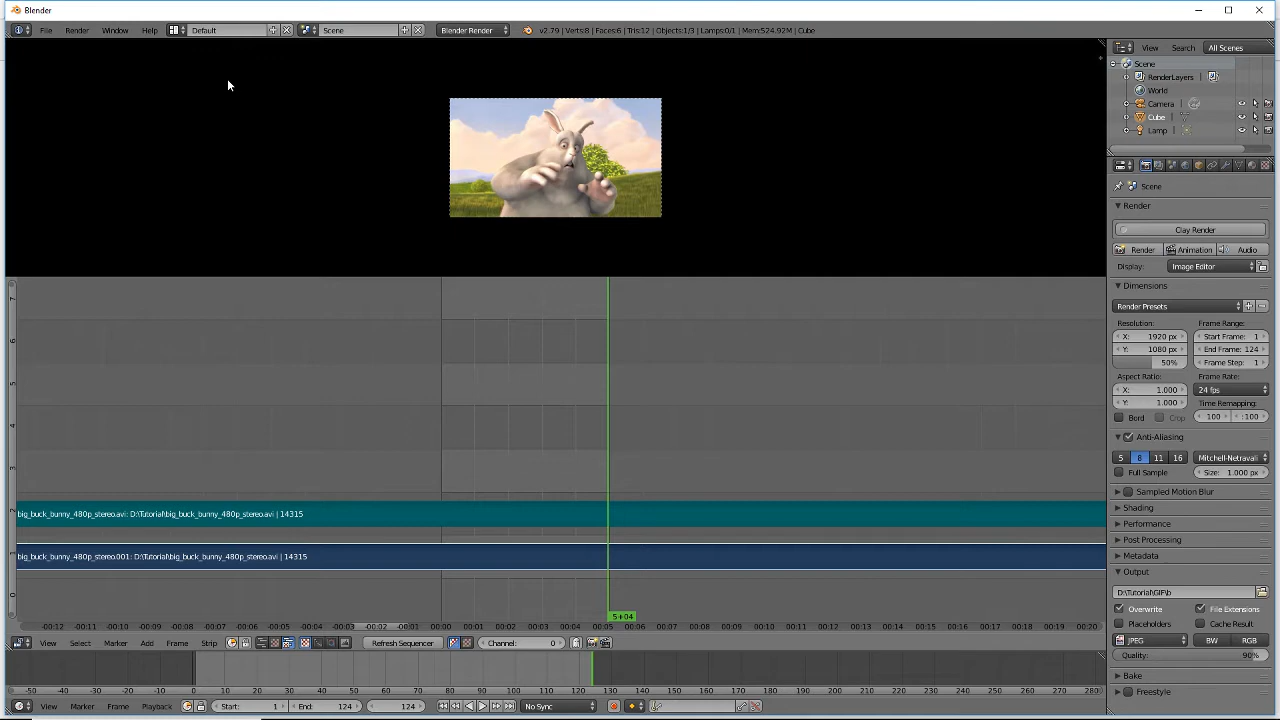 Blender
File Render Window Help Default Scene Blender Render v2.79 | Verts:8 | Faces:6 | Tris:12 | Objects:1/3 | Lamps:0/1 | Mem:524.92M | Cube
View Search All Scenes
Scene
RenderLayers
World
Camera
Cube
Lamp
Scene
Render
Clay Render
Render Animation Audio
Display: Image Editor
Dimensions
Render Presets
Resolution: Frame Range:
X: 1920 px Start Frame: 1
Y: 1080 px End Frame: 124
50% Frame Step: 1
Aspect Ratio: Frame Rate:
X: 1.000 24 fps
Y: 1.000 Time Remapping:
Bord Crop 100 :100
Anti-Aliasing
5 8 11 16 Mitchell-Netravali
Full Sample Size: 1.000 px
Sampled Motion Blur
Shading
Performance
Post Processing
Metadata
Output
D:\Tutorial\GIF\b
Overwrite File Extensions
Placeholders Cache Result
JPEG BW RGB
Quality: 90%
Bake
Freestyle
7
6
5
4
3
2
0
big_buck_bunny_480p_stereo.avi: D:\Tutorial\big_buck_bunny_480p_stereo.avi | 14315
big_buck_bunny_480p_stereo.001: D:\Tutorial\big_buck_bunny_480p_stereo.avi | 14315
5+04
-00:12 -00:11 -00:10 -00:09 -00:08 -00:07 -00:06 -00:05 -00:04 -00:03 -00:02 -00:01 00:00 00:01 00:02 00:03 00:04 00:05 00:06 00:07 00:08 00:09 00:10 00:11 00:12 00:13 00:14 00:15 00:16 00:17 00:18 00:19 00:20
View Select Marker Add Frame Strip Refresh Sequencer Channel: 0
-50 -40 -30 -20 -10 0 10 20 30 40 50 60 70 80 90 100 110 120 130 140 150 160 170 180 190 200 210 220 230 240 250 260 270 280
View Marker Frame Playback Start: 1 End: 124 124 No Sync